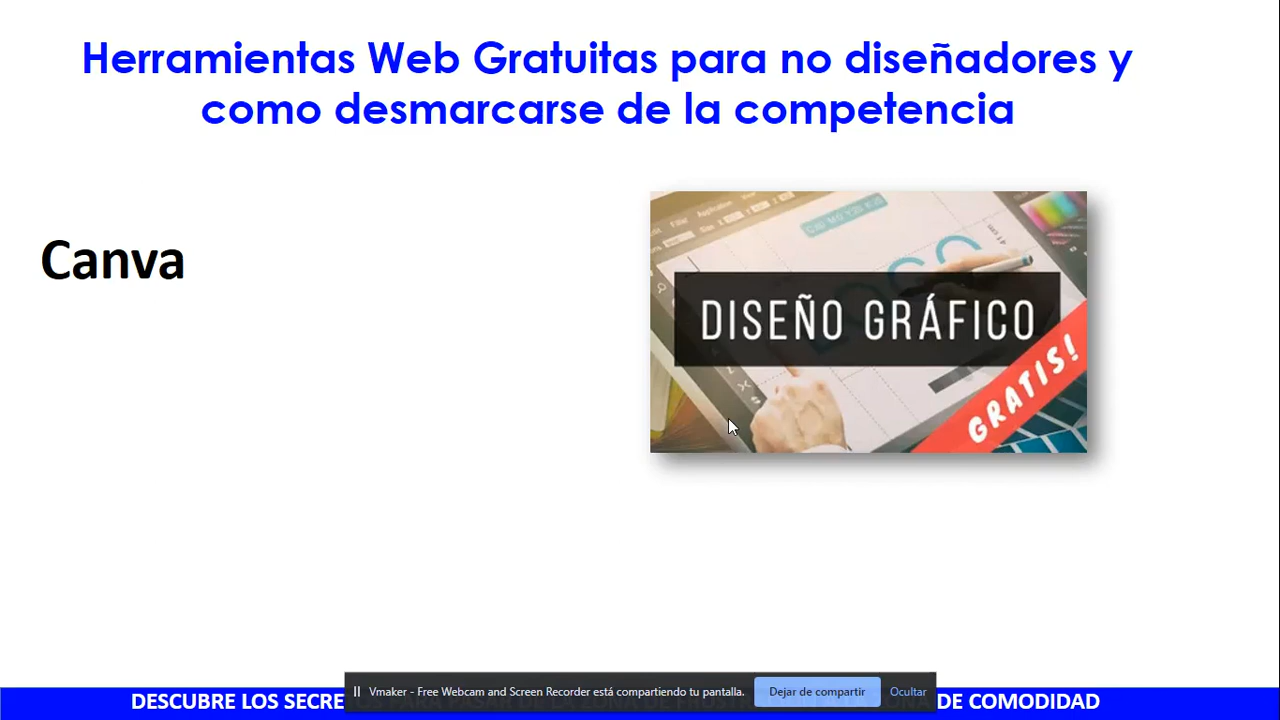 Herramientas Web Gratuitas para no diseñadores y
como desmarcarse de la competencia
Canva
DISEÑO GRÁFICO
GRATIS!
Vmaker - Free Webcam and Screen Recorder está compartiendo tu pantalla.
Dejar de compartir
Ocultar
DESCUBRE LOS SECRE
DE COMODIDAD